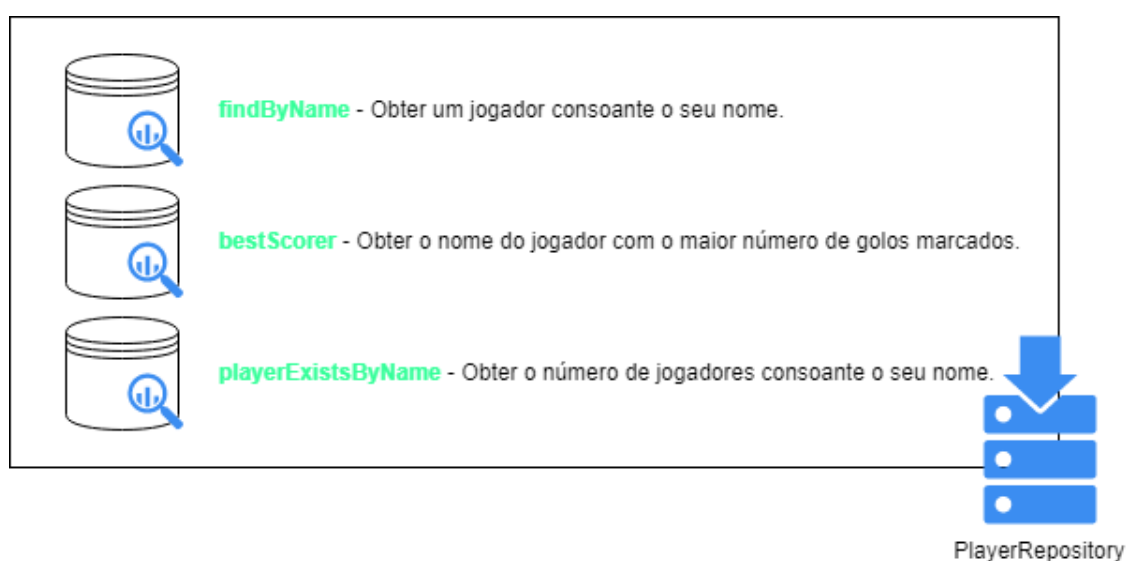 findByName - Obter um jogador consoante o seu nome.
bestScorer - Obter o nome do jogador com o maior número de golos marcados.
playerExistsByName - Obter o número de jogadores consoante o seu nome.
PlayerRepository